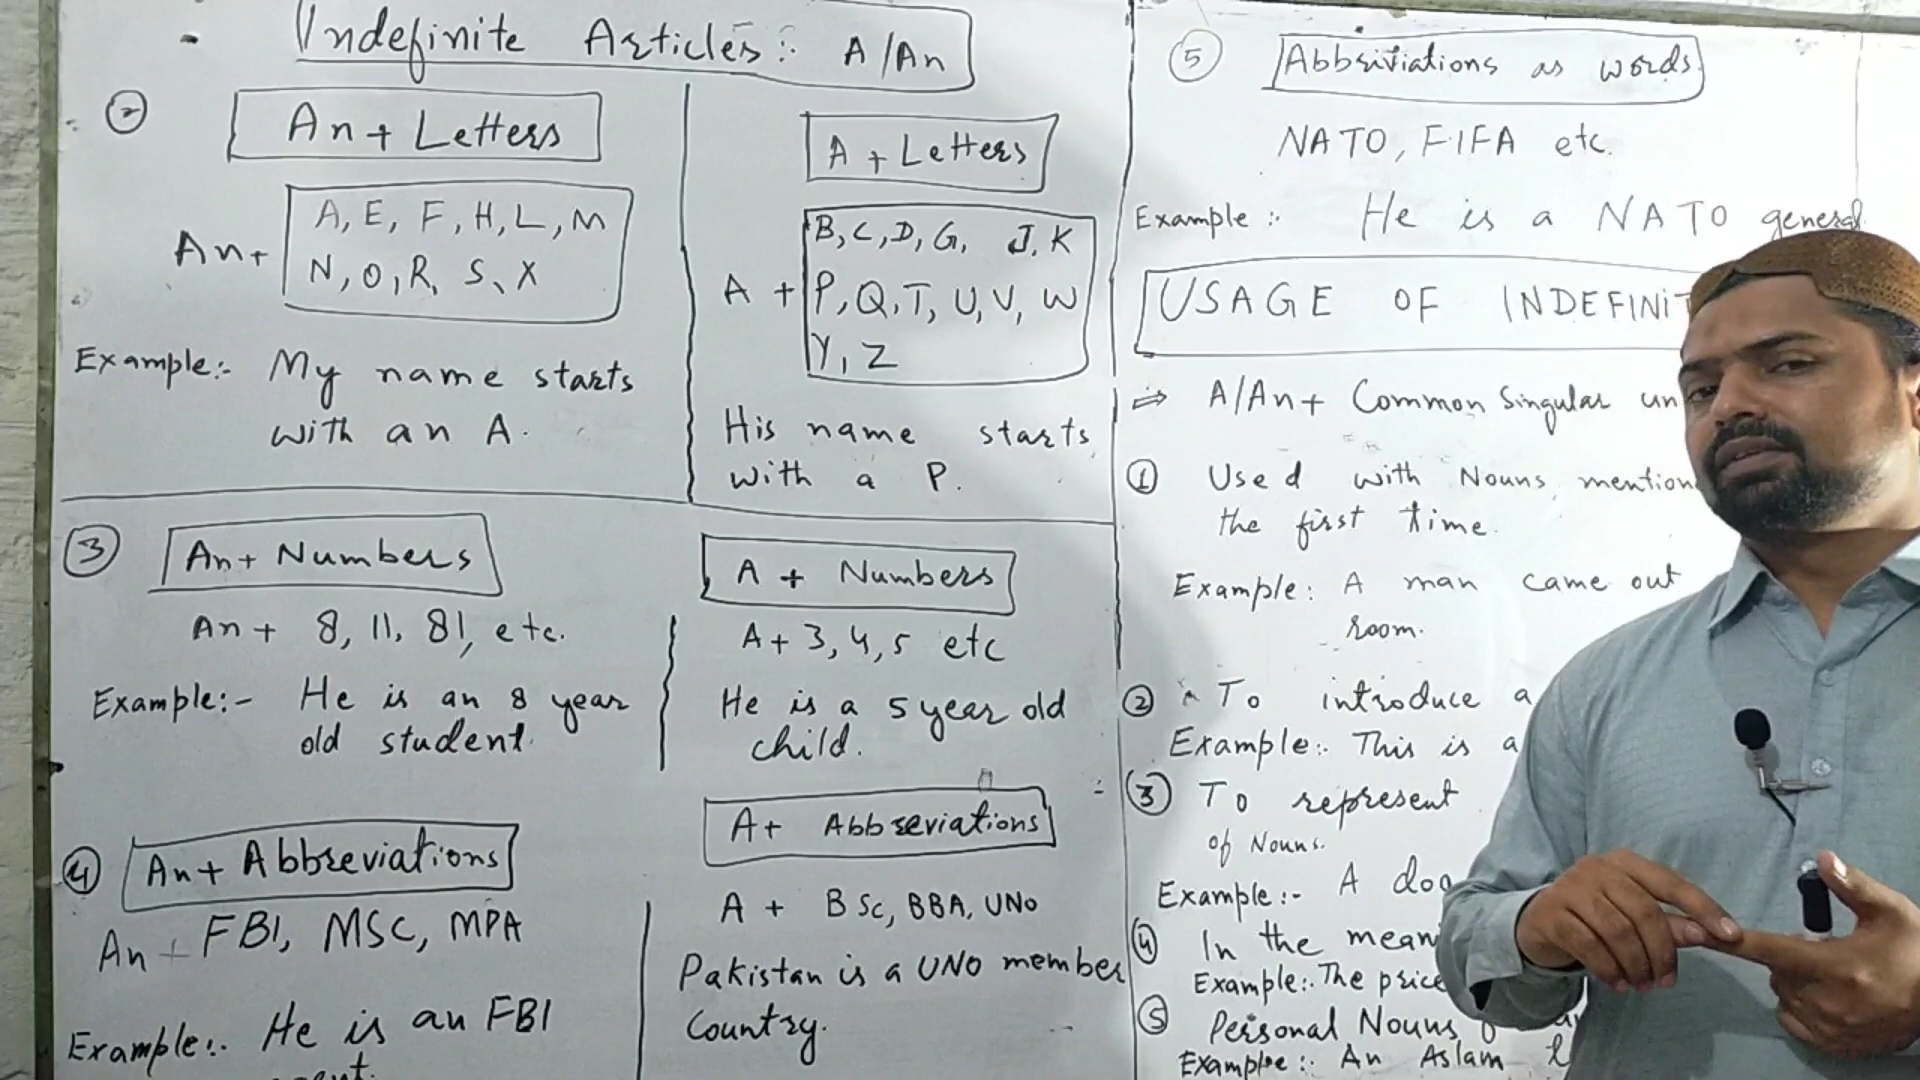 Indefinite Articles:- A/An
2
An + Letters
An+ A, E, F, H, L, M
N, O, R, S, X
Example:- My name starts
with an A.
A + Letters
B, C, D, G, J, K
A + P, Q, T, U, V, W
Y, Z
His name starts
with a P.
3 An+ Numbers
An + 8, 11, 81, etc.
Example:- He is an 8 year
old student.
A + Numbers
A + 3, 4, 5 etc
He is a 5 year old
child.
4 An+ Abbreviations
An + FBI, MSC, MPA
Example:- He is an FBI
A+ Abbreviations
A + BSc, BBA, UNO
Pakistan is a UNO member
Country.
5 Abbriviations as words
NATO, FIFA etc.
Example:- He is a NATO general
USAGE OF
⇒ A/An+ Common Singular
1 Used with Nouns,
the first time.
Example: A man came out
room.
2 To introduce a
Example:- This is a
3 To represent
of Nouns.
Example:- A
4 In the
Example:- The
5 Personal Nouns
Example:- An Aslam